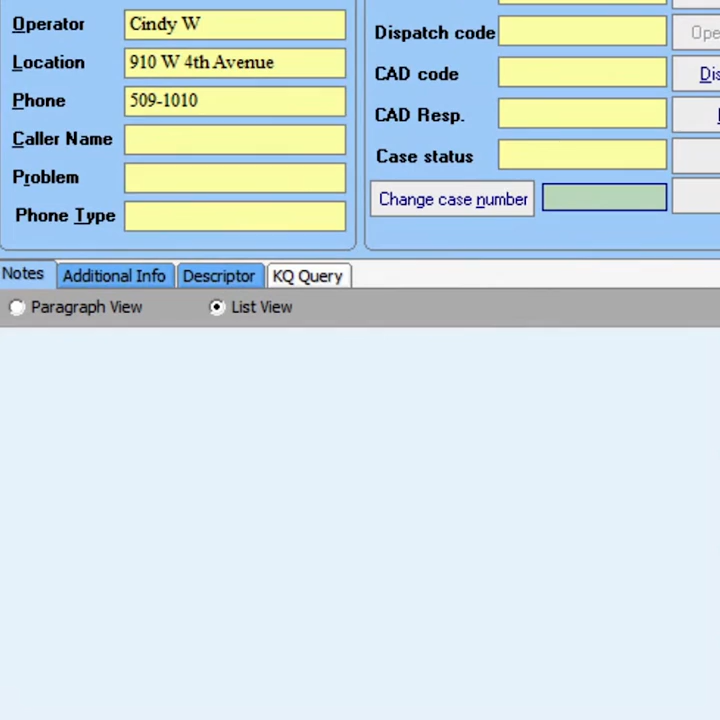 Operator Cindy W
Location 910 W 4th Avenue
Phone 509-1010
Caller Name
Problem
Phone Type
Dispatch code
CAD code
CAD Resp.
Case status
Change case number
Notes Additional Info Descriptor KQ Query
Paragraph View List View